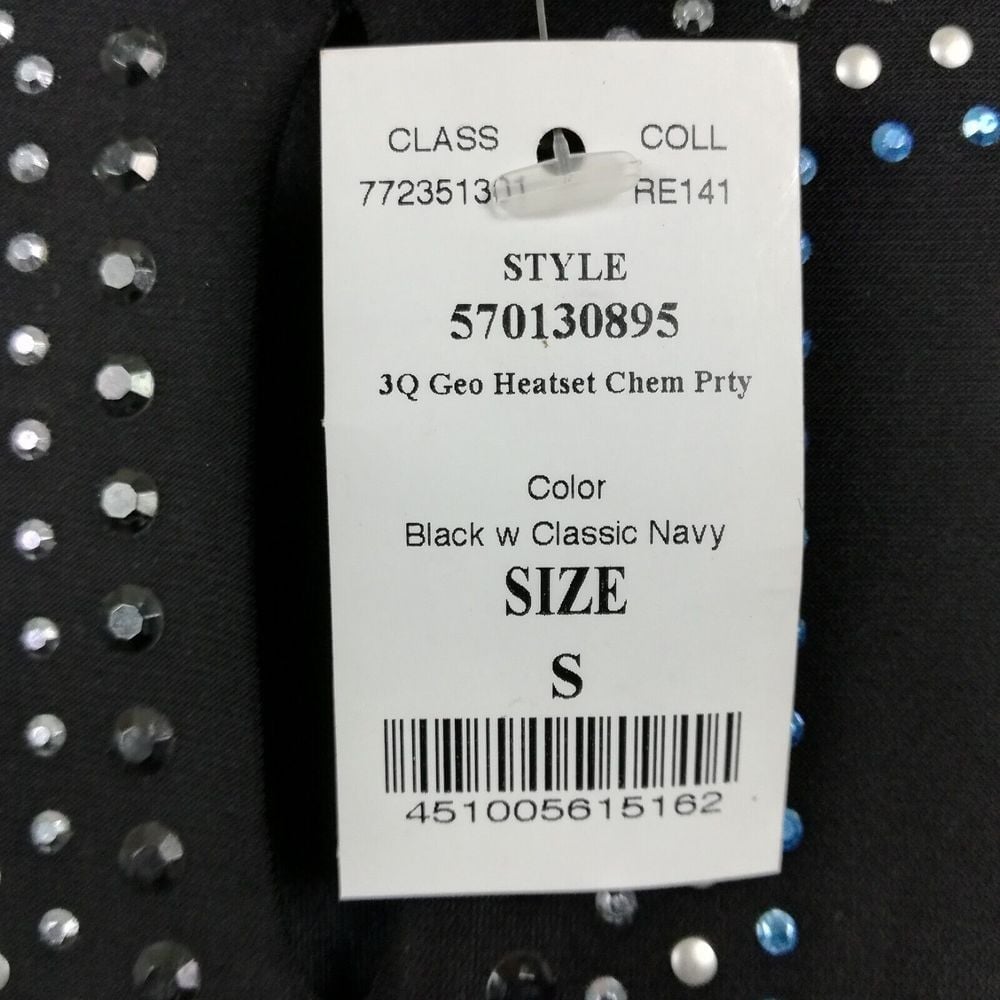 CLASS COLL
772351301 RE141
STYLE
570130895
3Q Geo Heatset Chem Prty
Color
Black w Classic Navy
SIZE
S
451005615162